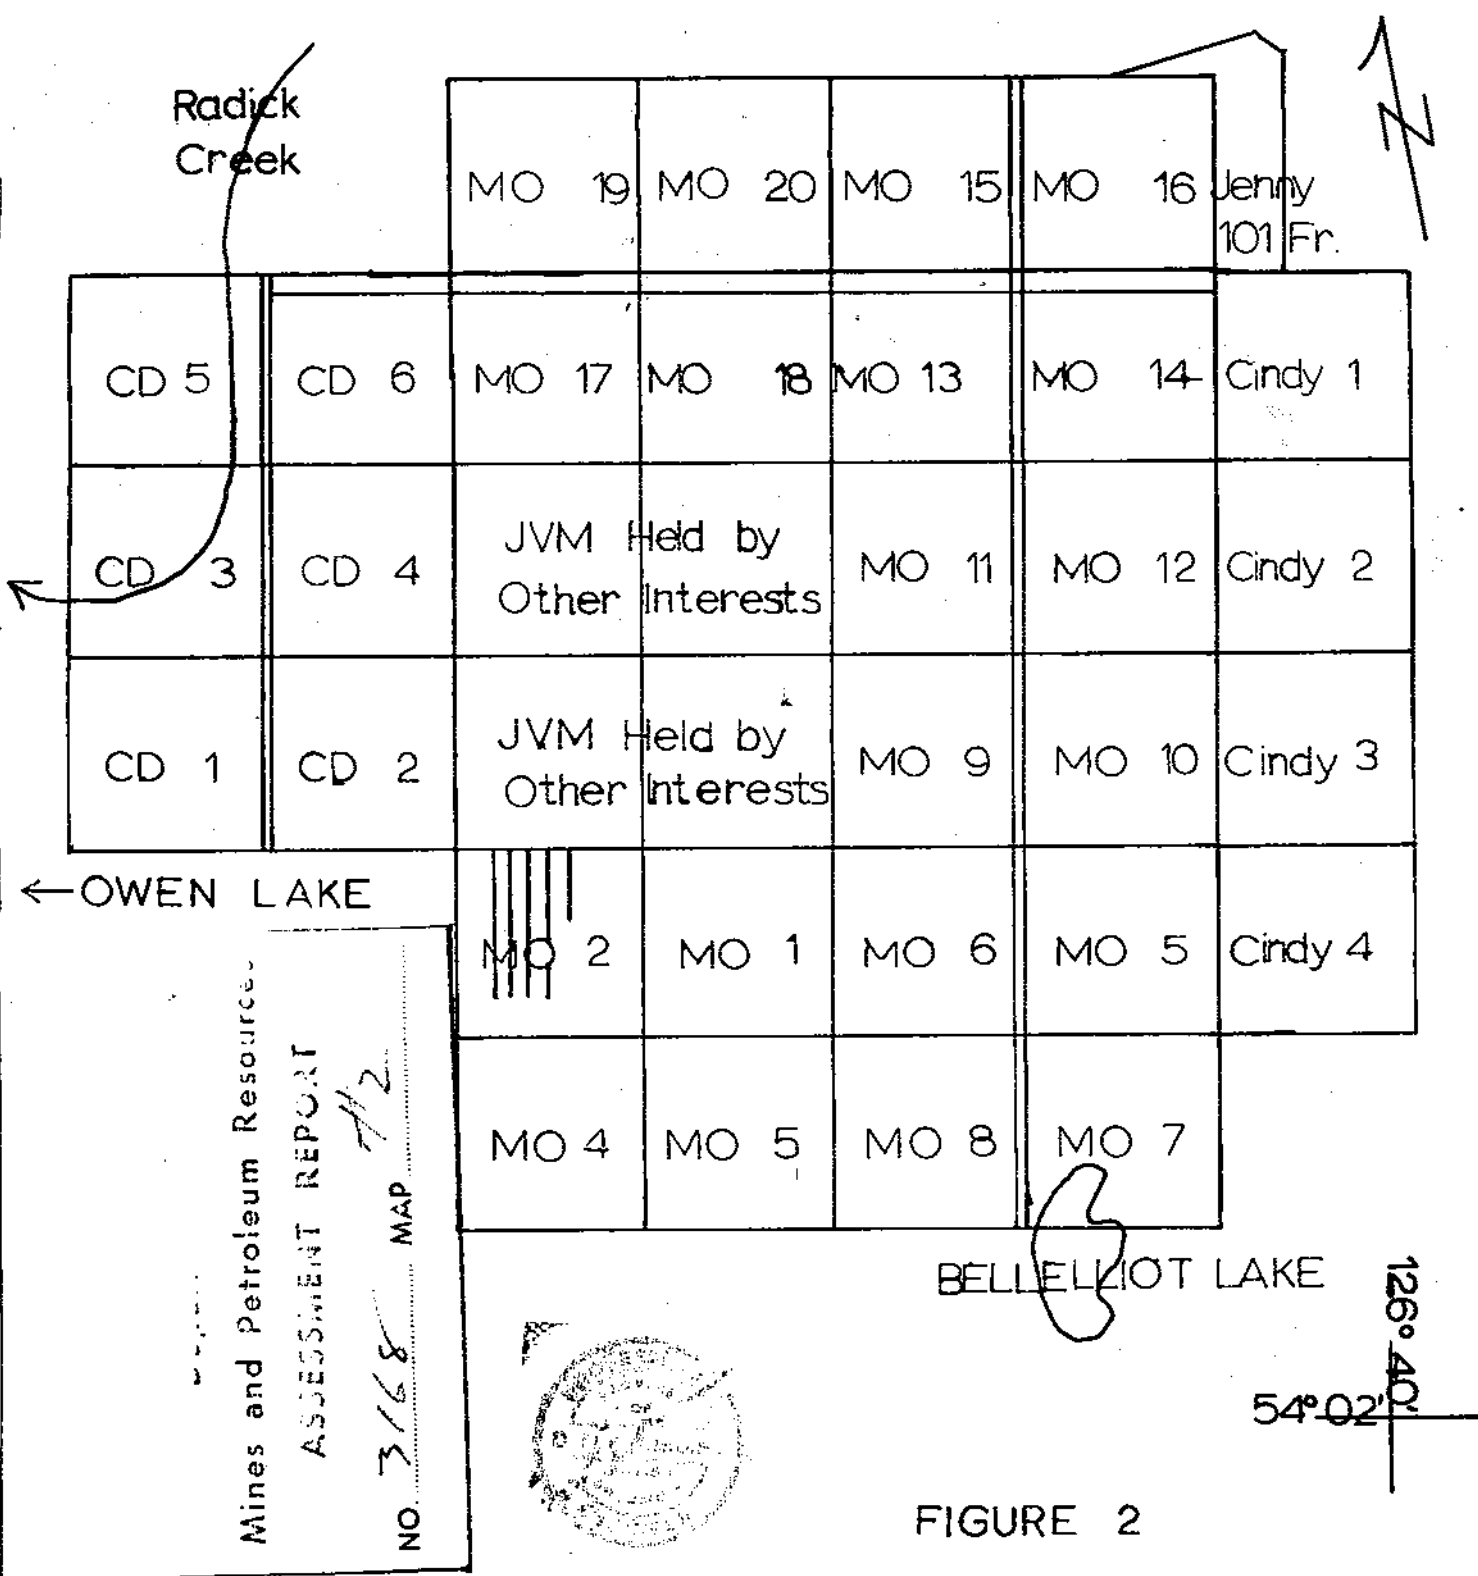 Radick
Creek
MO 19 MO 20 MO 15 MO 16 Jenny
101 Fr.
CD 5 CD 6 MO 17 MO 18 MO 13 MO 14 Cindy 1
JVM Held by
Other Interests
CD 3 CD 4 MO 11 MO 12 Cindy 2
JVM Held by
Other Interests
CD 1 CD 2 MO 9 MO 10 Cindy 3
←OWEN LAKE
MO 2 MO 1 MO 6 MO 5 Cindy 4
MO 4 MO 5 MO 8 MO 7
BELLELLIOT LAKE
126° 40'
54° 02'
Mines and Petroleum Resources
ASSESSMENT REPORT
NO. 3168 MAP #2
FIGURE 2